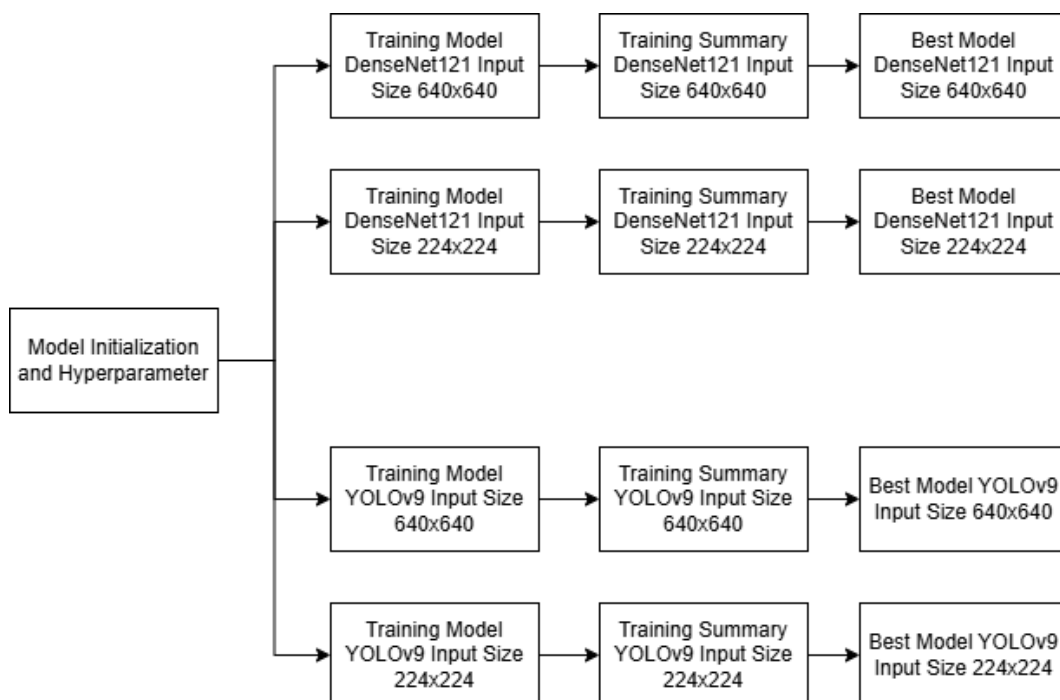 Training Model
DenseNet121 Input
Size 640x640
Training Summary
DenseNet121 Input
Size 640x640
Best Model
DenseNet121 Input
Size 640x640
Training Model
DenseNet121 Input
Size 224x224
Training Summary
DenseNet121 Input
Size 224x224
Best Model
DenseNet121 Input
Size 224x224
Model Initialization
and Hyperparameter
Training Model
YOLOv9 Input Size
640x640
Training Summary
YOLOv9 Input Size
640x640
Best Model YOLOv9
Input Size 640x640
Training Model
YOLOv9 Input Size
224x224
Training Summary
YOLOv9 Input Size
224x224
Best Model YOLOv9
Input Size 224x224